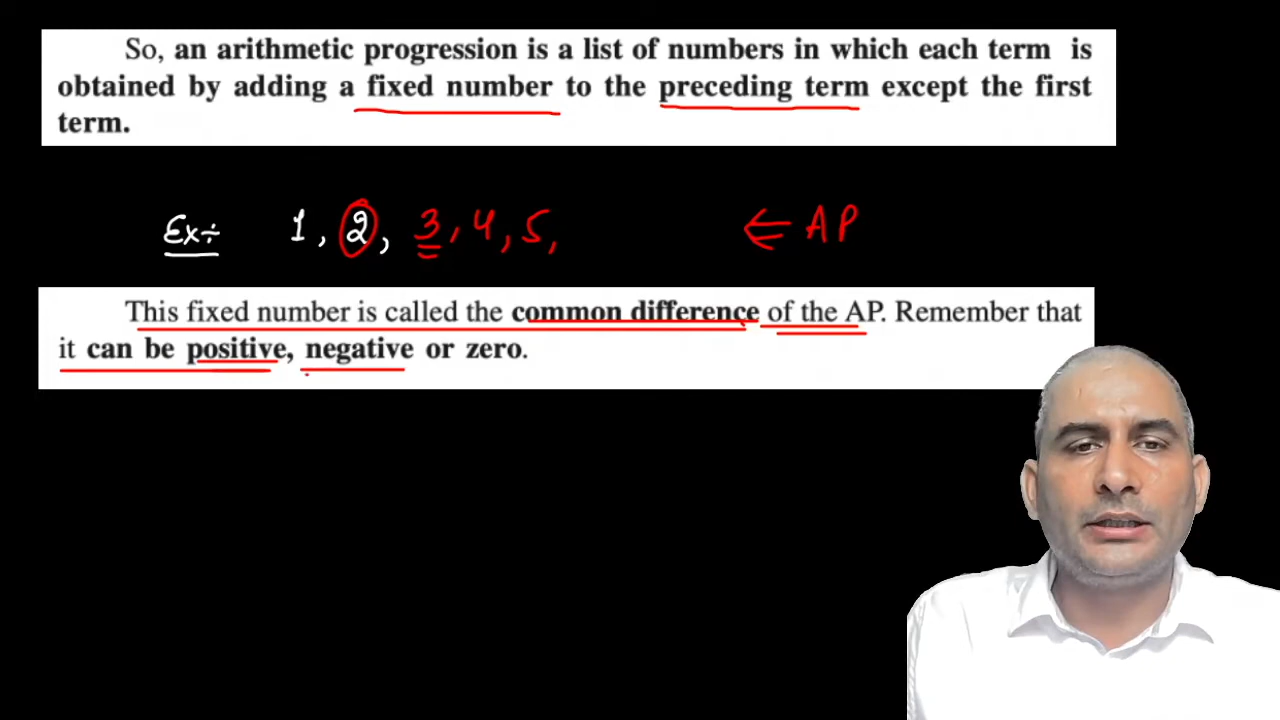 So, an arithmetic progression is a list of numbers in which each term is
obtained by adding a fixed number to the preceding term except the first
term.
Ex÷ 1, 2, 3, 4, 5, ⇐ AP
This fixed number is called the common difference of the AP. Remember that
it can be positive, negative or zero.